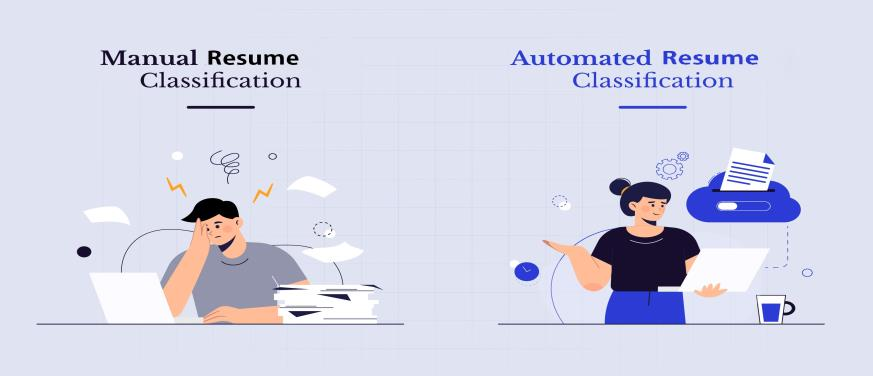 Manual Resume
Classification
Automated Resume
Classification